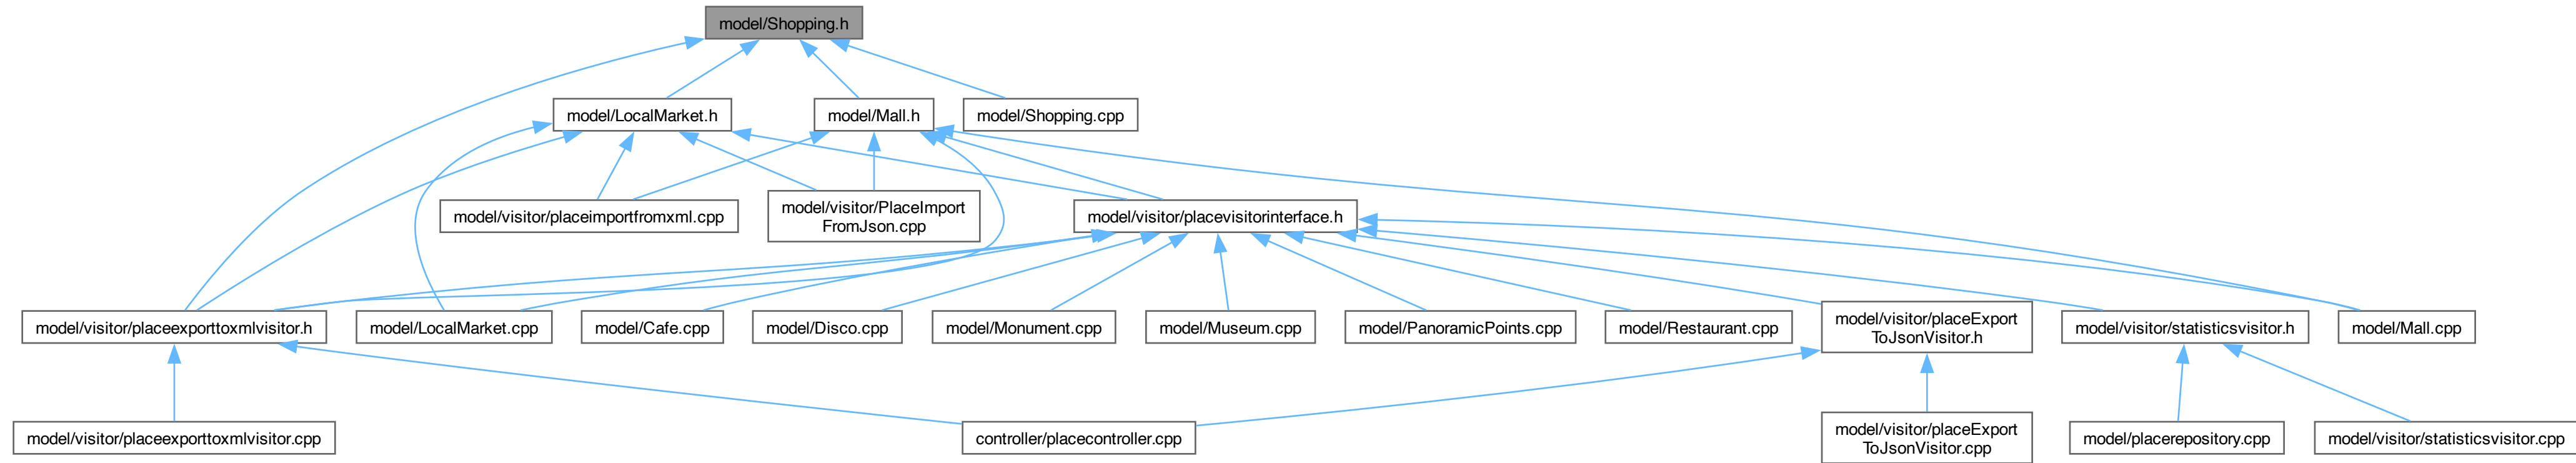 model/Shopping.h
model/LocalMarket.h
model/Mall.h
model/Shopping.cpp
model/visitor/placeimportfromxml.cpp
model/visitor/PlaceImport
FromJson.cpp
model/visitor/placevisitorinterface.h
model/visitor/placeexporttoxmlvisitor.h
model/LocalMarket.cpp
model/Cafe.cpp
model/Disco.cpp
model/Monument.cpp
model/Museum.cpp
model/PanoramicPoints.cpp
model/Restaurant.cpp
model/visitor/placeExport
ToJsonVisitor.h
model/visitor/statisticsvisitor.h
model/Mall.cpp
model/visitor/placeexporttoxmlvisitor.cpp
controller/placecontroller.cpp
model/visitor/placeExport
ToJsonVisitor.cpp
model/placerepository.cpp
model/visitor/statisticsvisitor.cpp